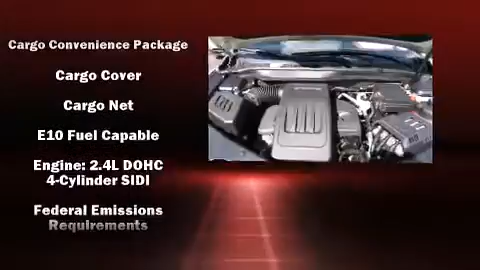 Cargo Convenience Package
Cargo Cover
Cargo Net
E10 Fuel Capable
Engine: 2.4L DOHC
4-Cylinder SIDI
Federal Emissions
Requirements